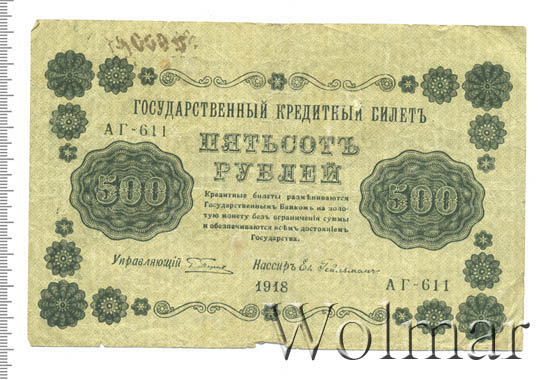 ГОСУДАРСТВЕННЫЙ КРЕДИТНЫЙ БИЛЕТЪ
АГ-611
ПЯТЬСОТЪ
РУБЛЕЙ
500
500
Кредитные билеты размѣниваются
Государственнымъ Банкомъ на золо-
тую монету безъ ограниченія суммы
и обезпечиваются всѣмъ достояніемъ
Государства.
Управляющій
Кассиръ
1918
АГ-611
Wolmar